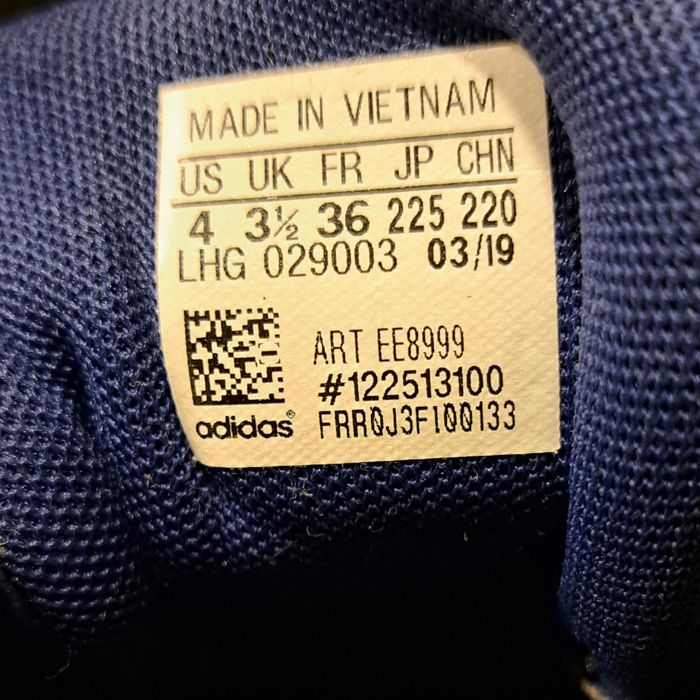 MADE IN VIETNAM
US UK FR JP CHN
4 3½ 36 225 220
LHG 029003 03/19
ART EE8999
#122513100
adidas® FRR0J3FI00133